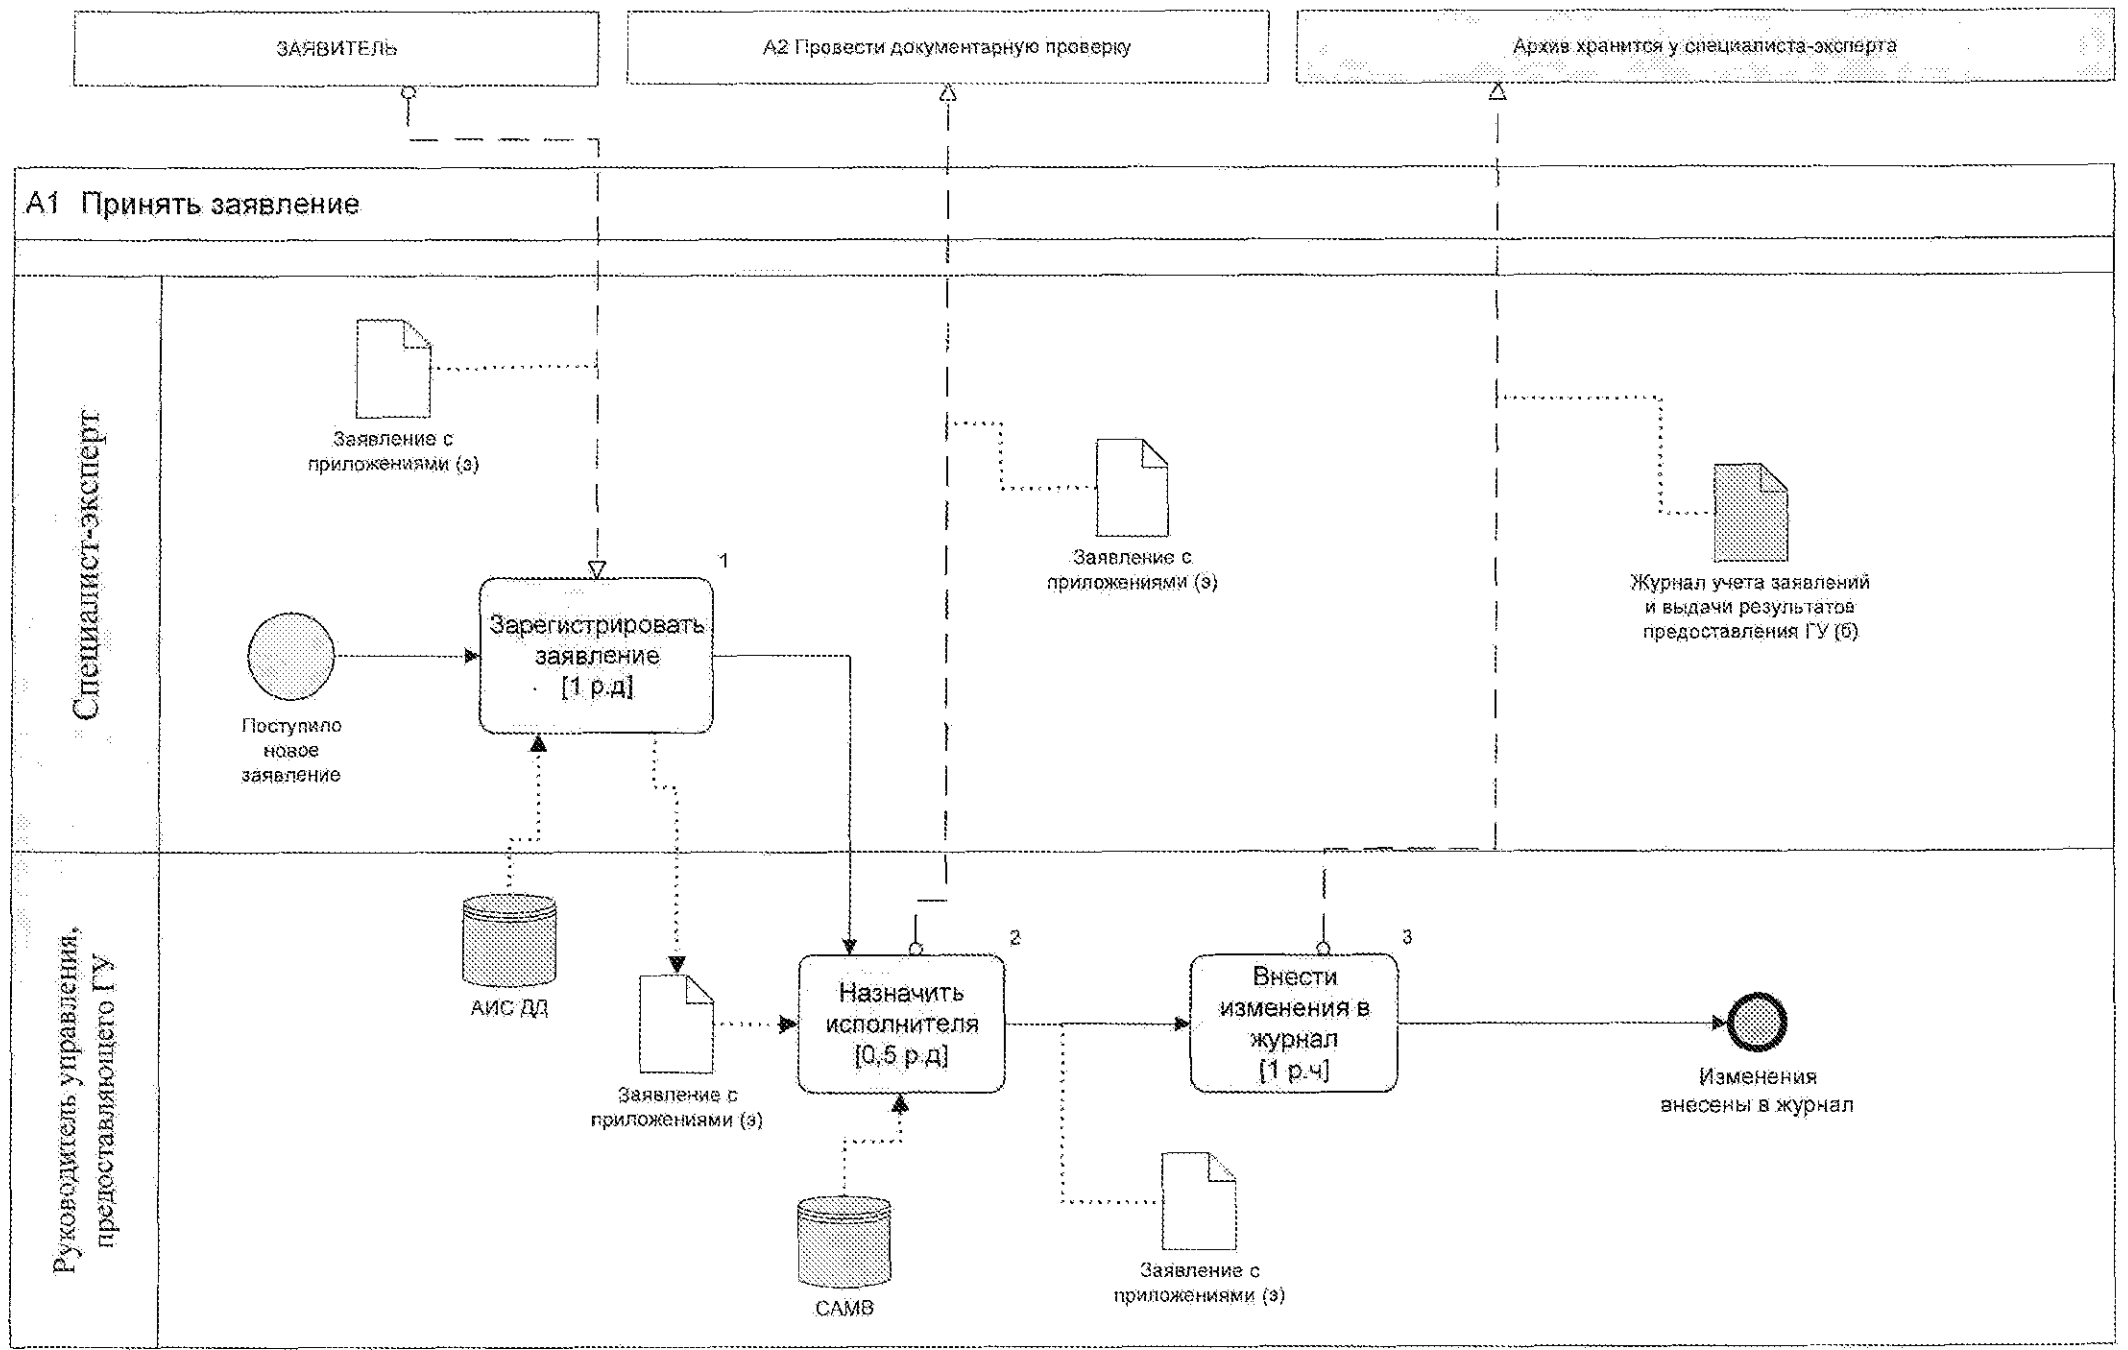 ЗАЯВИТЕЛЬ
А2 Провести документарную проверку
Архив хранится у специалиста-эксперта
А1 Принять заявление
Специалист-эксперт
Заявление с
приложениями (э)
Заявление с
приложениями (э)
Журнал учета заявлений
и выдачи результатов
предоставления ГУ (б)
1
Зарегистрировать
заявление
[1 р.д]
Поступило
новое
заявление
Руководитель управления,
предоставляющего ГУ
АИС ДД
Заявление с
приложениями (э)
2
Назначить
исполнителя
[0,5 р.д]
3
Внести
изменения в
журнал
[1 р.ч]
Изменения
внесены в журнал
САМВ
Заявление с
приложениями (э)